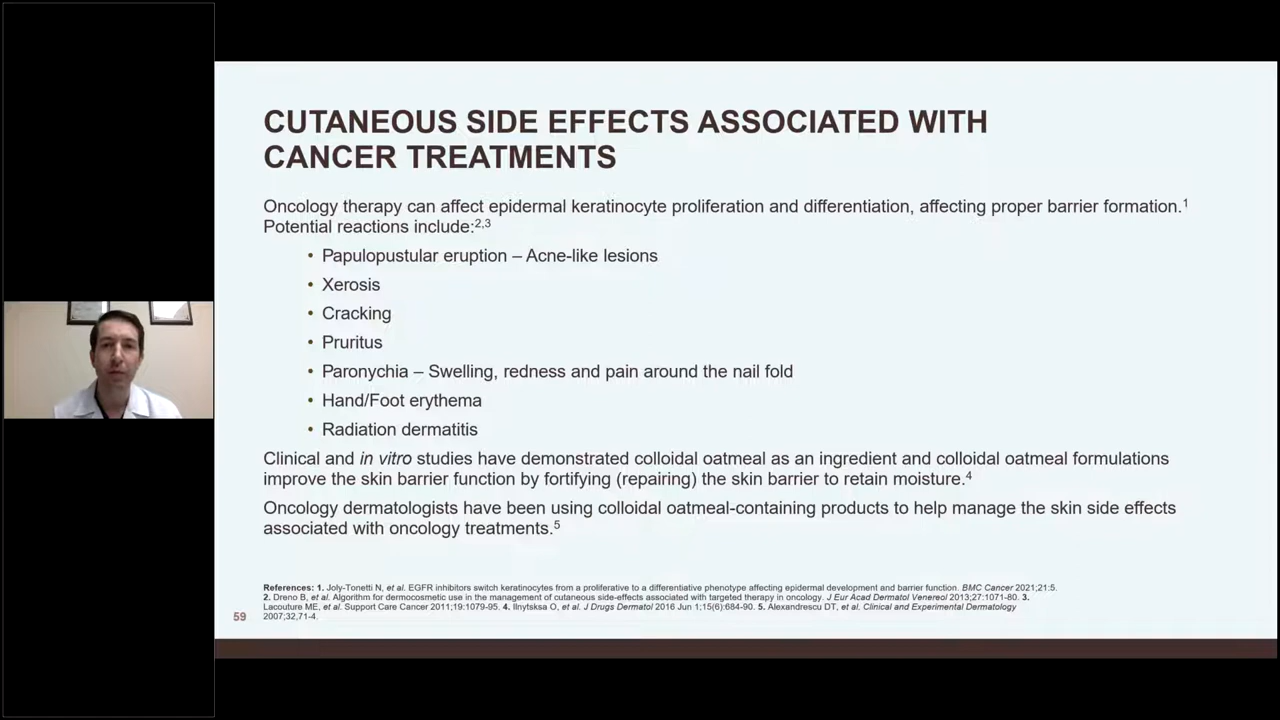 CUTANEOUS SIDE EFFECTS ASSOCIATED WITH
CANCER TREATMENTS
Oncology therapy can affect epidermal keratinocyte proliferation and differentiation, affecting proper barrier formation.1
Potential reactions include:2,3
• Papulopustular eruption – Acne-like lesions
• Xerosis
• Cracking
• Pruritus
• Paronychia – Swelling, redness and pain around the nail fold
• Hand/Foot erythema
• Radiation dermatitis
Clinical and in vitro studies have demonstrated colloidal oatmeal as an ingredient and colloidal oatmeal formulations
improve the skin barrier function by fortifying (repairing) the skin barrier to retain moisture.4
Oncology dermatologists have been using colloidal oatmeal-containing products to help manage the skin side effects
associated with oncology treatments.5
References: 1. Joly-Tonetti N, et al. EGFR inhibitors switch keratinocytes from a proliferative to a differentiative phenotype affecting epidermal development and barrier function. BMC Cancer 2021;21:5.
2. Dreno B, et al. Algorithm for dermocosmetic use in the management of cutaneous side-effects associated with targeted therapy in oncology. J Eur Acad Dermatol Venereol 2013;27:1071-80. 3.
Lacouture ME, et al. Support Care Cancer 2011;19:1079-95. 4. Ilnytsksa O, et al. J Drugs Dermatol 2016 Jun 1;15(6):684-90. 5. Alexandrescu DT, et al. Clinical and Experimental Dermatology
2007;32,71-4.
59